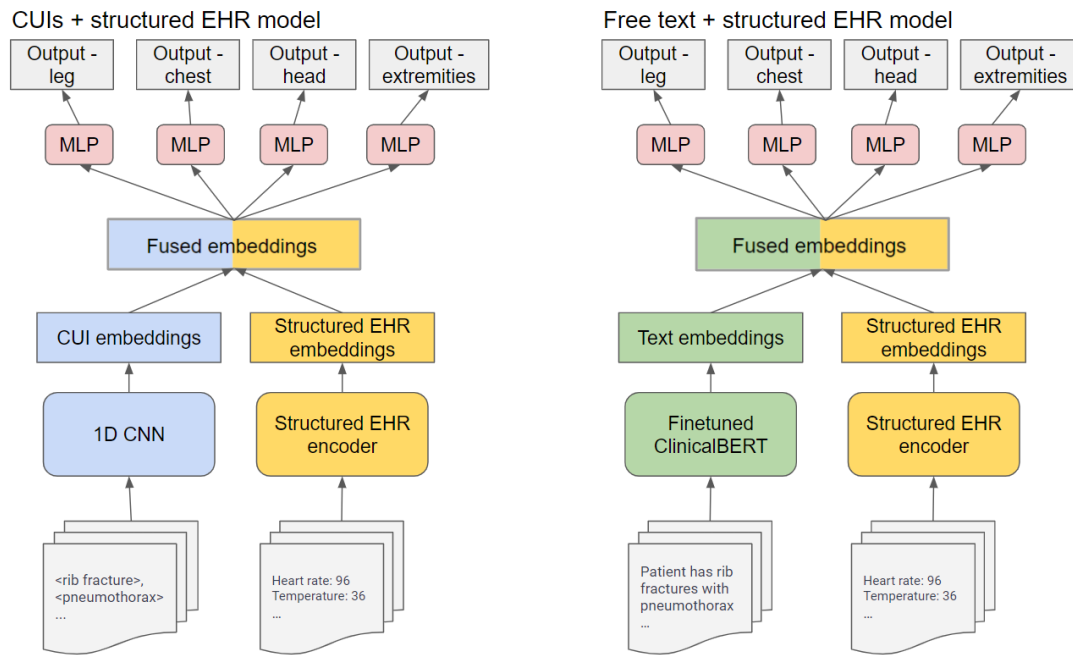 CUIs + structured EHR model
Output -
leg
Output -
chest
Output -
head
Output -
extremities
MLP
MLP
MLP
MLP
Fused embeddings
CUI embeddings
Structured EHR
embeddings
1D CNN
Structured EHR
encoder
<rib fracture>,
<pneumothorax>
...
Heart rate: 96
Temperature: 36
...
Free text + structured EHR model
Output -
leg
Output -
chest
Output -
head
Output -
extremities
MLP
MLP
MLP
MLP
Fused embeddings
Text embeddings
Structured EHR
embeddings
Finetuned
ClinicalBERT
Structured EHR
encoder
Patient has rib
fractures with
pneumothorax
...
Heart rate: 96
Temperature: 36
...